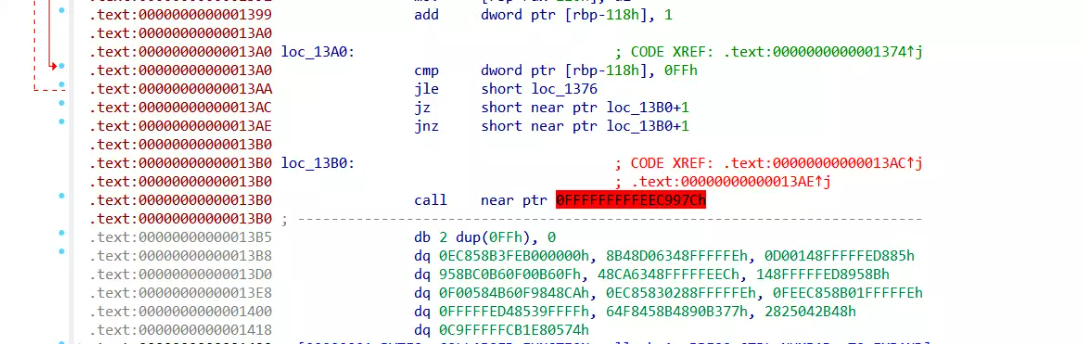 .text:0000000000001399 add dword ptr [rbp-118h], 1
.text:00000000000013A0
.text:00000000000013A0 loc_13A0: ; CODE XREF: .text:0000000000001374↑j
.text:00000000000013A0 cmp dword ptr [rbp-118h], 0FFh
.text:00000000000013AA jle short loc_1376
.text:00000000000013AC jz short near ptr loc_13B0+1
.text:00000000000013AE jnz short near ptr loc_13B0+1
.text:00000000000013B0
.text:00000000000013B0 loc_13B0: ; CODE XREF: .text:00000000000013AC↑j
.text:00000000000013B0 ; .text:00000000000013AE↑j
.text:00000000000013B0 call near ptr 0FFFFFFFFFEEC997Ch
.text:00000000000013B0 ; ---------------------------------------------------------------------------
.text:00000000000013B5 db 2 dup(0FFh), 0
.text:00000000000013B8 dq 0EC858B3FEB000000h, 8B48D06348FFFFFEh, 0D00148FFFFFED885h
.text:00000000000013D0 dq 958BC0B60F00B60Fh, 48CA6348FFFFFEECh, 148FFFFFED8958Bh
.text:00000000000013E8 dq 0F00584B60F9848CAh, 0EC85830288FFFFFEh, 0FEEC858B01FFFFFEh
.text:0000000000001400 dq 0FFFFFED48539FFFFh, 64F8458B4890B377h, 2825042B48h
.text:0000000000001418 dq 0C9FFFFFCB1E80574h